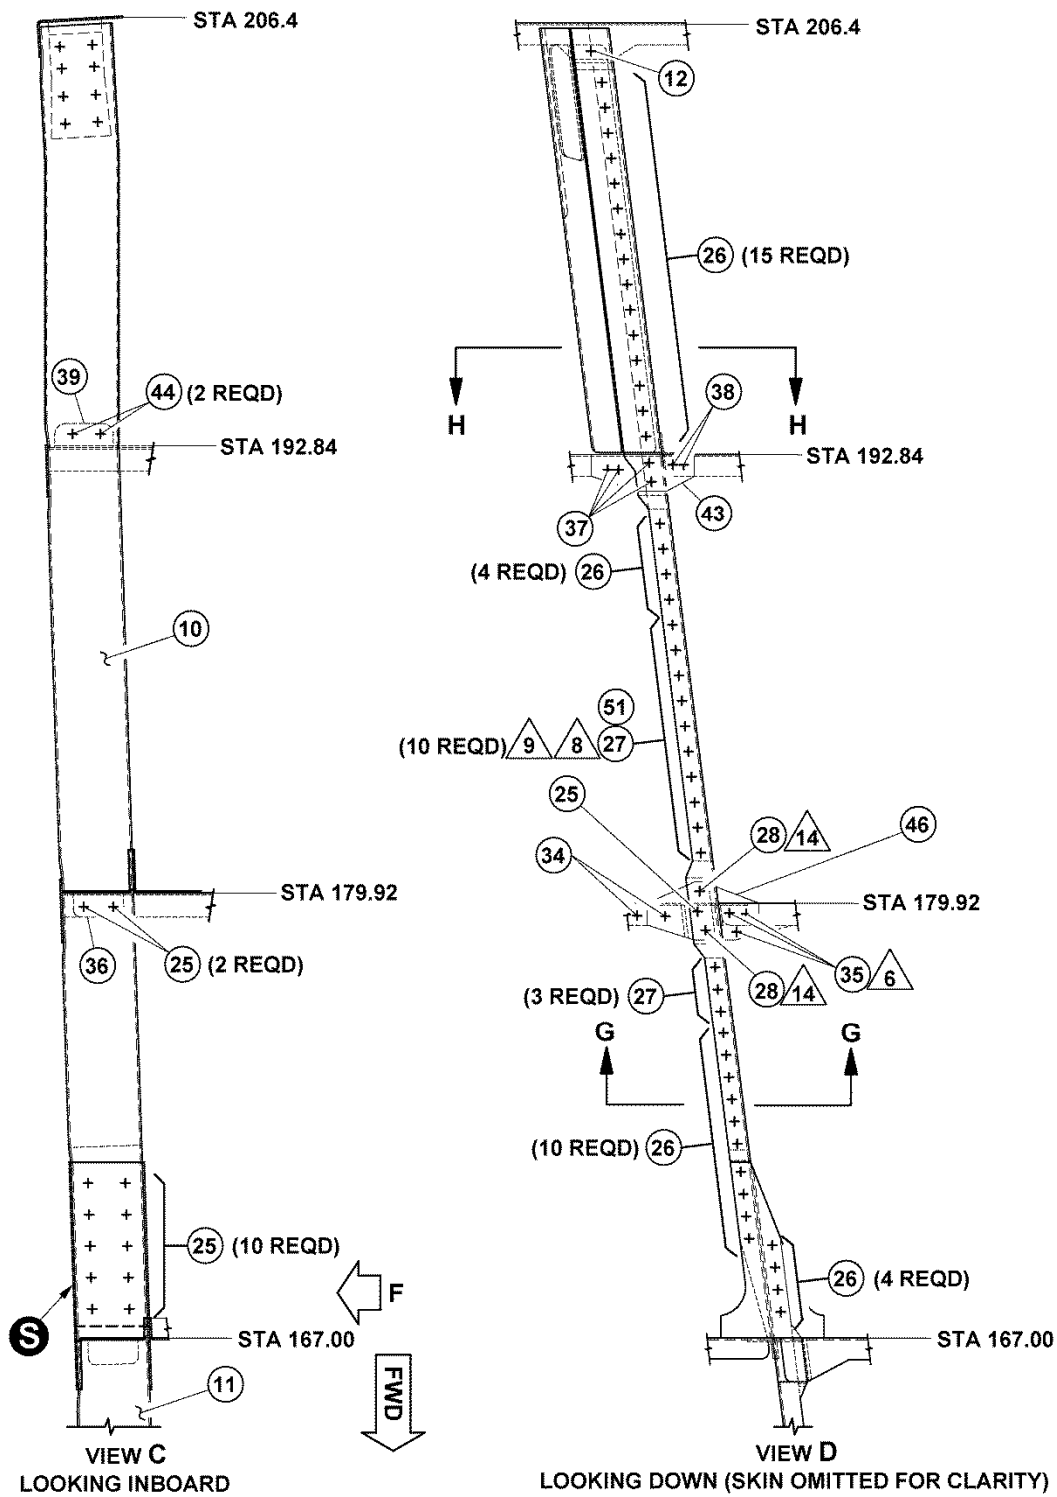 STA 206.4
39
44 (2 REQD)
STA 192.84
10
STA 179.92
36
25 (2 REQD)
25 (10 REQD)
F
S
STA 167.00
11
FWD
VIEW C
LOOKING INBOARD
STA 206.4
12
26 (15 REQD)
H
H
38
STA 192.84
37
43
(4 REQD) 26
51
(10 REQD) 9 8 27
25
28 14
46
34
STA 179.92
35 6
28 14
(3 REQD) 27
G
G
(10 REQD) 26
26 (4 REQD)
STA 167.00
VIEW D
LOOKING DOWN (SKIN OMITTED FOR CLARITY)